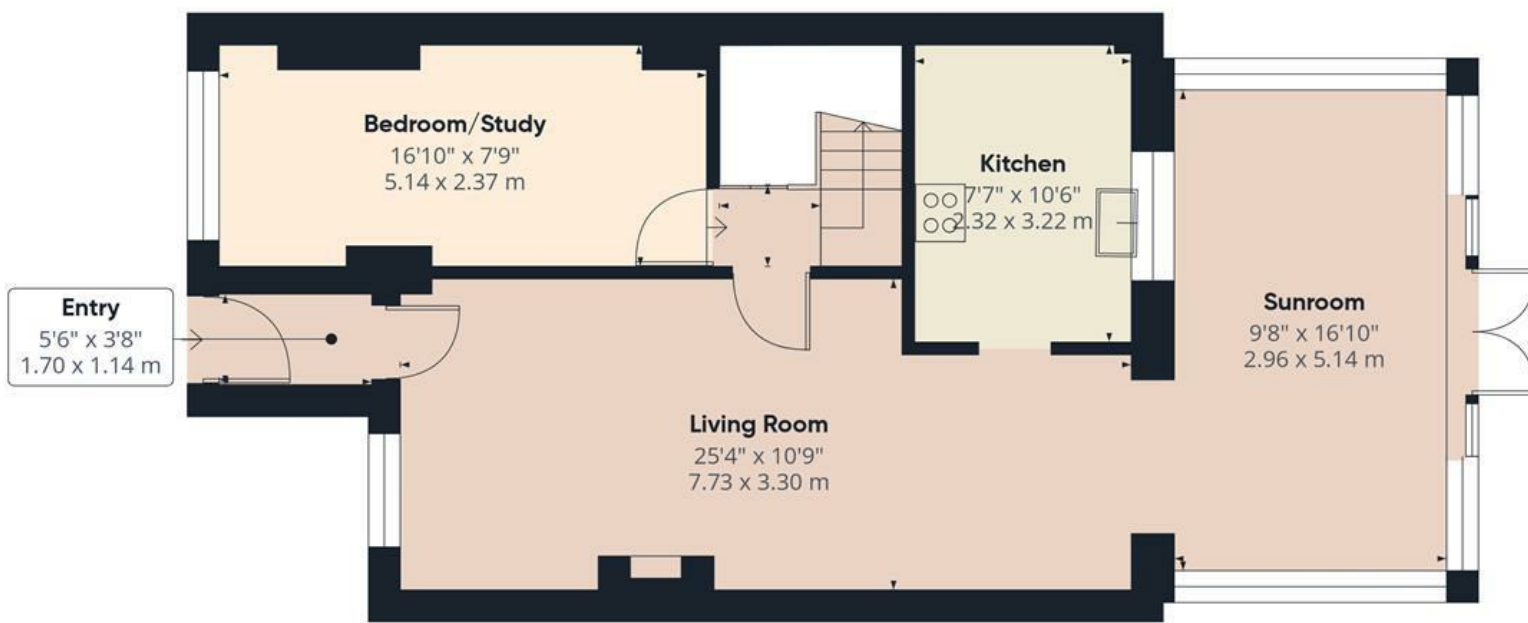 Bedroom/Study
16'10" x 7'9"
5.14 x 2.37 m
Kitchen
7'7" x 10'6"
2.32 x 3.22 m
Entry
5'6" x 3'8"
1.70 x 1.14 m
Sunroom
9'8" x 16'10"
2.96 x 5.14 m
Living Room
25'4" x 10'9"
7.73 x 3.30 m